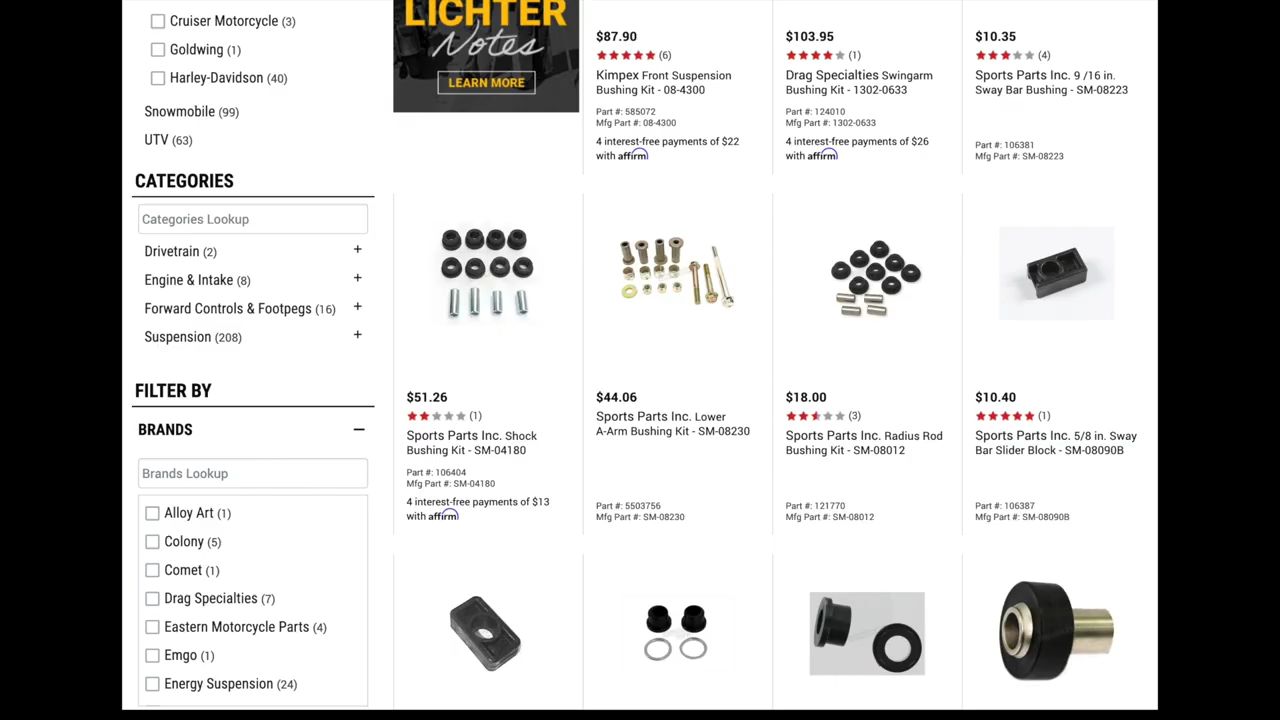 Cruiser Motorcycle (3)
Goldwing (1)
Harley-Davidson (40)
Snowmobile (99)
UTV (63)
CATEGORIES
Categories Lookup
Drivetrain (2) +
Engine & Intake (8) +
Forward Controls & Footpegs (16) +
Suspension (208) +
FILTER BY
BRANDS −
Brands Lookup
Alloy Art (1)
Colony (5)
Comet (1)
Drag Specialties (7)
Eastern Motorcycle Parts (4)
Emgo (1)
Energy Suspension (24)
LICHTER
Notes
LEARN MORE
$87.90
(6)
Kimpex Front Suspension
Bushing Kit - 08-4300
Part #: 585072
Mfg Part #: 08-4300
4 interest-free payments of $22
with affirm
$103.95
(1)
Drag Specialties Swingarm
Bushing Kit - 1302-0633
Part #: 124010
Mfg Part #: 1302-0633
4 interest-free payments of $26
with affirm
$10.35
(4)
Sports Parts Inc. 9 /16 in.
Sway Bar Bushing - SM-08223
Part #: 106381
Mfg Part #: SM-08223
$51.26
(1)
Sports Parts Inc. Shock
Bushing Kit - SM-04180
Part #: 106404
Mfg Part #: SM-04180
4 interest-free payments of $13
with affirm
$44.06
Sports Parts Inc. Lower
A-Arm Bushing Kit - SM-08230
Part #: 5503756
Mfg Part #: SM-08230
$18.00
(3)
Sports Parts Inc. Radius Rod
Bushing Kit - SM-08012
Part #: 121770
Mfg Part #: SM-08012
$10.40
(1)
Sports Parts Inc. 5/8 in. Sway
Bar Slider Block - SM-08090B
Part #: 106387
Mfg Part #: SM-08090B